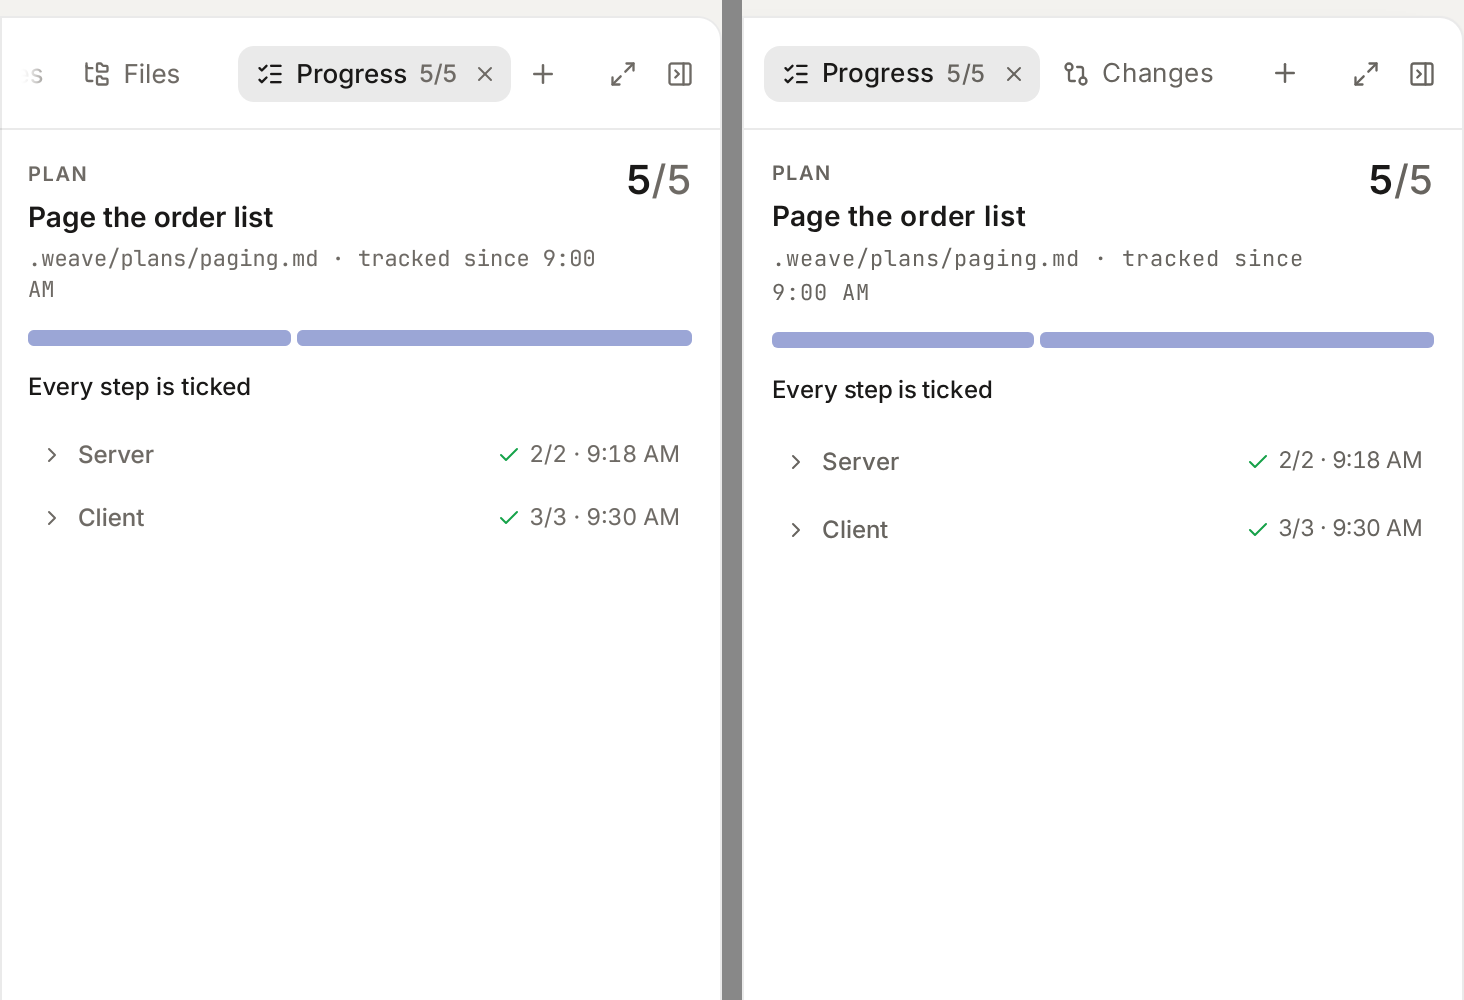 Files
Progress 5/5
PLAN
5/5
Page the order list
.weave/plans/paging.md · tracked since 9:00
AM
Every step is ticked
Server
2/2 · 9:18 AM
Client
3/3 · 9:30 AM
Progress 5/5
Changes
PLAN
5/5
Page the order list
.weave/plans/paging.md · tracked since
9:00 AM
Every step is ticked
Server
2/2 · 9:18 AM
Client
3/3 · 9:30 AM